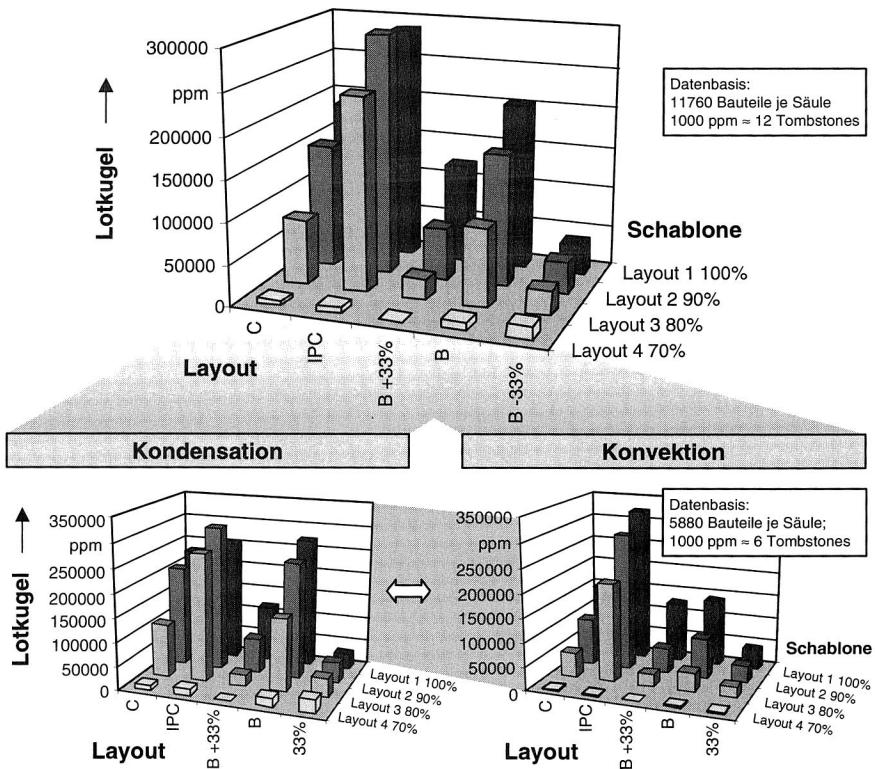 300000
ppm
200000
150000
100000
50000
0
Lotkugel
Datenbasis:
11760 Bauteile je Säule
1000 ppm ≈ 12 Tombstones
Schablone
Layout 1 100%
Layout 2 90%
Layout 3 80%
Layout 4 70%
C
IPC
B +33%
B
B -33%
Layout
Kondensation
Konvektion
350000
ppm
250000
200000
150000
100000
50000
0
Lotkugel
C
IPC
B +33%
B
33%
Layout 1 100%
Layout 2 90%
Layout 3 80%
Layout 4 70%
Layout
Datenbasis:
5880 Bauteile je Säule;
1000 ppm ≈ 6 Tombstones
350000
ppm
250000
200000
150000
100000
50000
0
Schablone
Layout 1 100%
Layout 2 90%
Layout 3 80%
Layout 4 70%
C
IPC
B +33%
B
33%
Layout